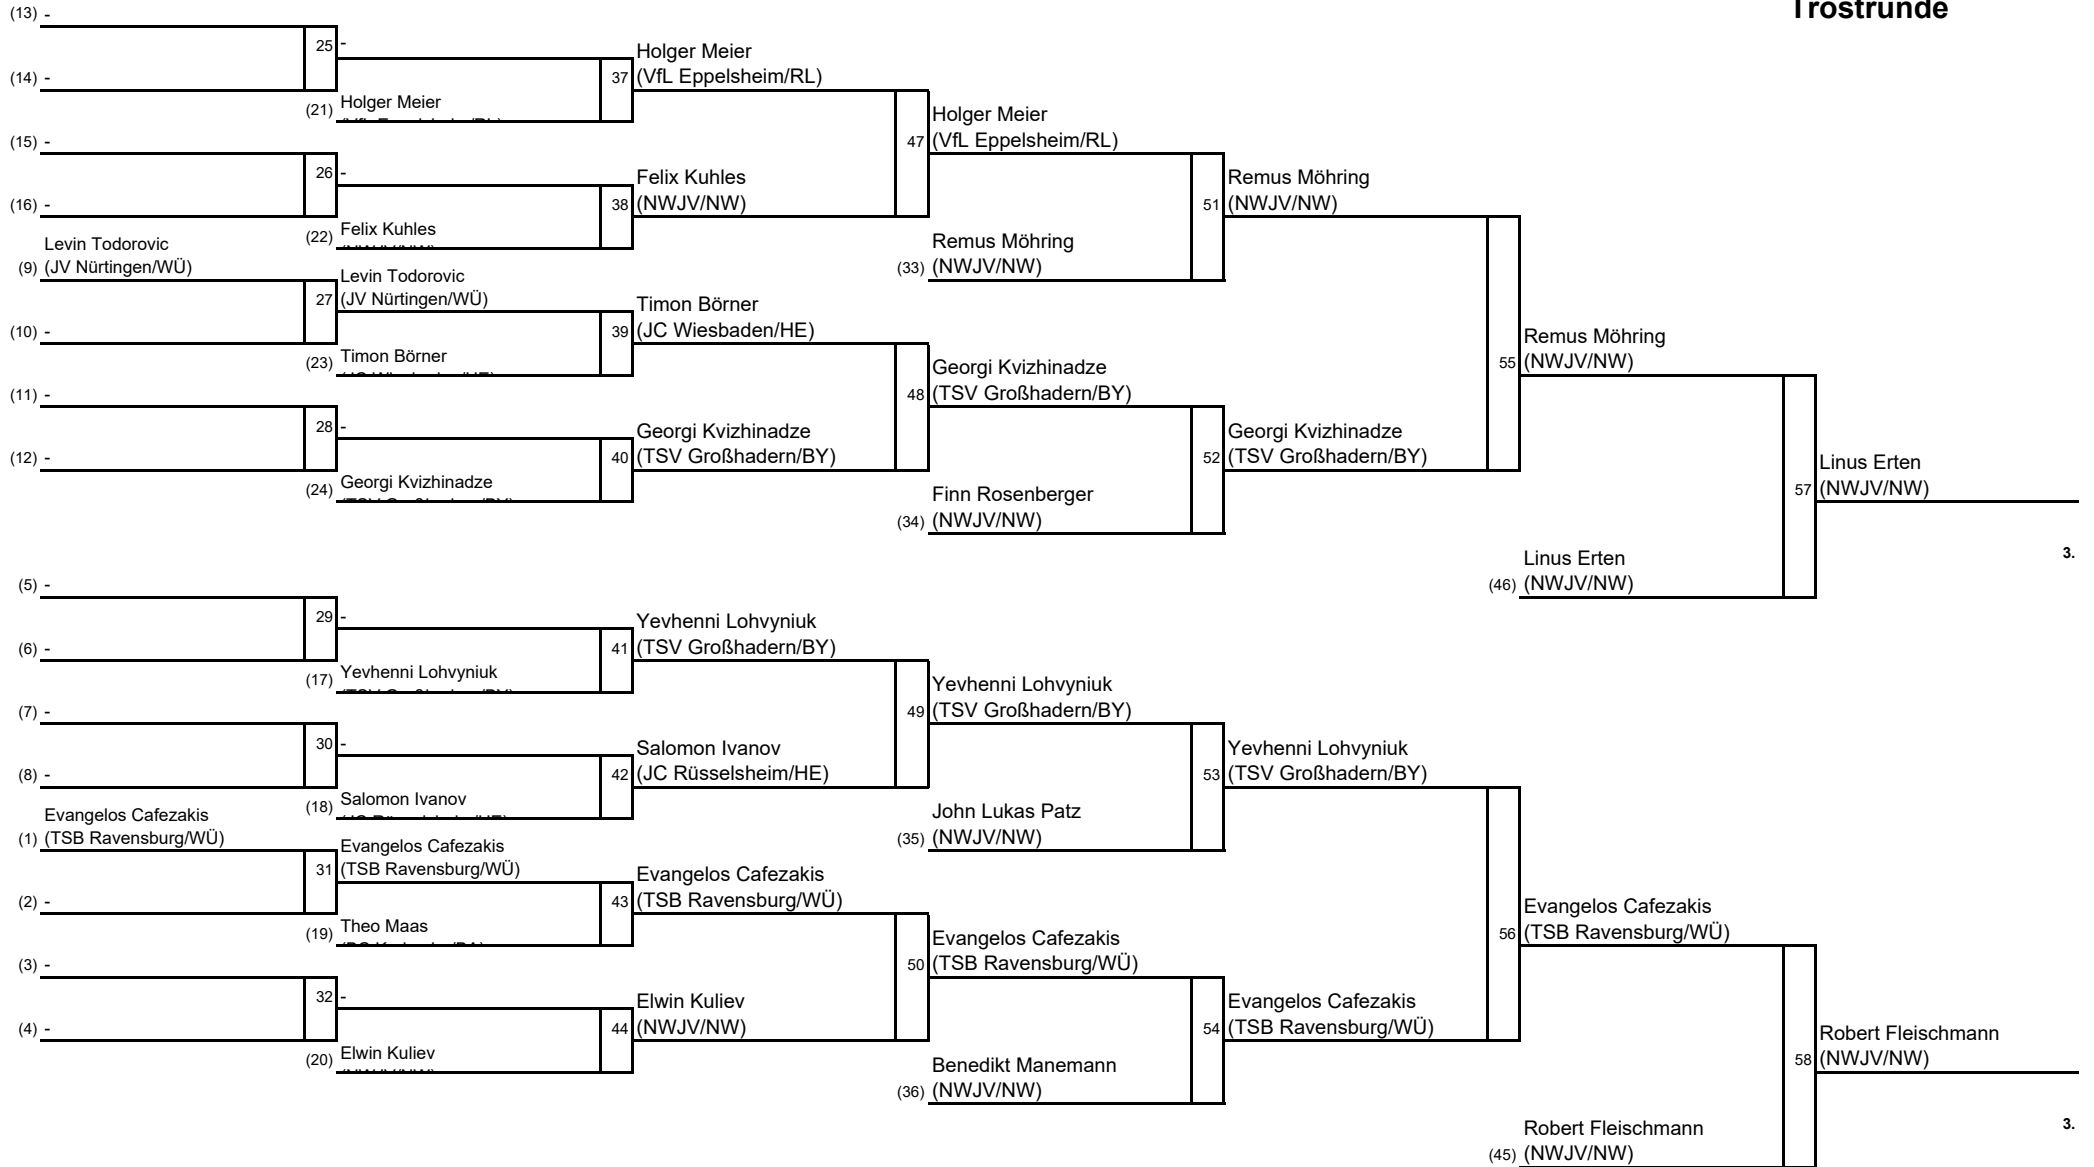 Trostrunde
(13) -
25 -
(14) -
(21) Holger Meier
37 Holger Meier
(VfL Eppelsheim/RL)
(15) -
26 -
(16) -
(22) Felix Kuhles
38 Felix Kuhles
(NWJV/NW)
47 Holger Meier
(VfL Eppelsheim/RL)
(33) Remus Möhring
(NWJV/NW)
51 Remus Möhring
(NWJV/NW)
(9) Levin Todorovic
(JV Nürtingen/WÜ)
27 Levin Todorovic
(JV Nürtingen/WÜ)
(10) -
(23) Timon Börner
39 Timon Börner
(JC Wiesbaden/HE)
(11) -
28 -
(12) -
(24) Georgi Kvizhinadze
40 Georgi Kvizhinadze
(TSV Großhadern/BY)
48 Georgi Kvizhinadze
(TSV Großhadern/BY)
(34) Finn Rosenberger
(NWJV/NW)
52 Georgi Kvizhinadze
(TSV Großhadern/BY)
55 Remus Möhring
(NWJV/NW)
(46) Linus Erten
(NWJV/NW)
57 Linus Erten
(NWJV/NW)
3.
(5) -
29 -
(6) -
(17) Yevhenni Lohvyniuk
41 Yevhenni Lohvyniuk
(TSV Großhadern/BY)
(7) -
30 -
(8) -
(18) Salomon Ivanov
42 Salomon Ivanov
(JC Rüsselsheim/HE)
49 Yevhenni Lohvyniuk
(TSV Großhadern/BY)
(35) John Lukas Patz
(NWJV/NW)
53 Yevhenni Lohvyniuk
(TSV Großhadern/BY)
(1) Evangelos Cafezakis
(TSB Ravensburg/WÜ)
31 Evangelos Cafezakis
(TSB Ravensburg/WÜ)
(2) -
(19) Theo Maas
43 Evangelos Cafezakis
(TSB Ravensburg/WÜ)
(3) -
32 -
(4) -
(20) Elwin Kuliev
44 Elwin Kuliev
(NWJV/NW)
50 Evangelos Cafezakis
(TSB Ravensburg/WÜ)
(36) Benedikt Manemann
(NWJV/NW)
54 Evangelos Cafezakis
(TSB Ravensburg/WÜ)
56 Evangelos Cafezakis
(TSB Ravensburg/WÜ)
(45) Robert Fleischmann
(NWJV/NW)
58 Robert Fleischmann
(NWJV/NW)
3.